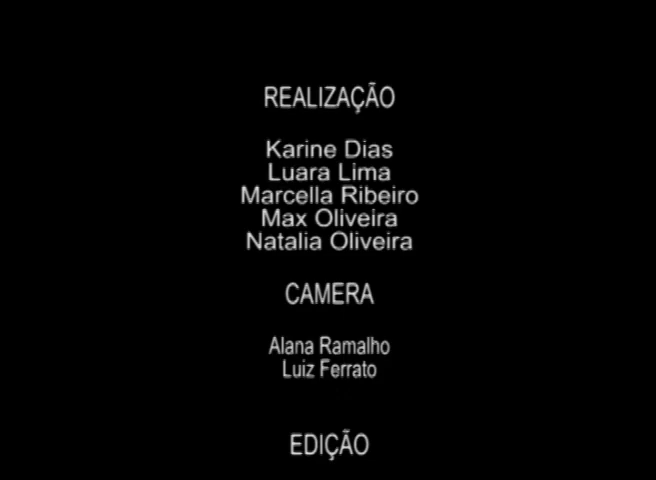 REALIZAÇÃO
Karine Dias
Luara Lima
Marcella Ribeiro
Max Oliveira
Natalia Oliveira
CAMERA
Alana Ramalho
Luiz Ferrato
EDIÇÃO